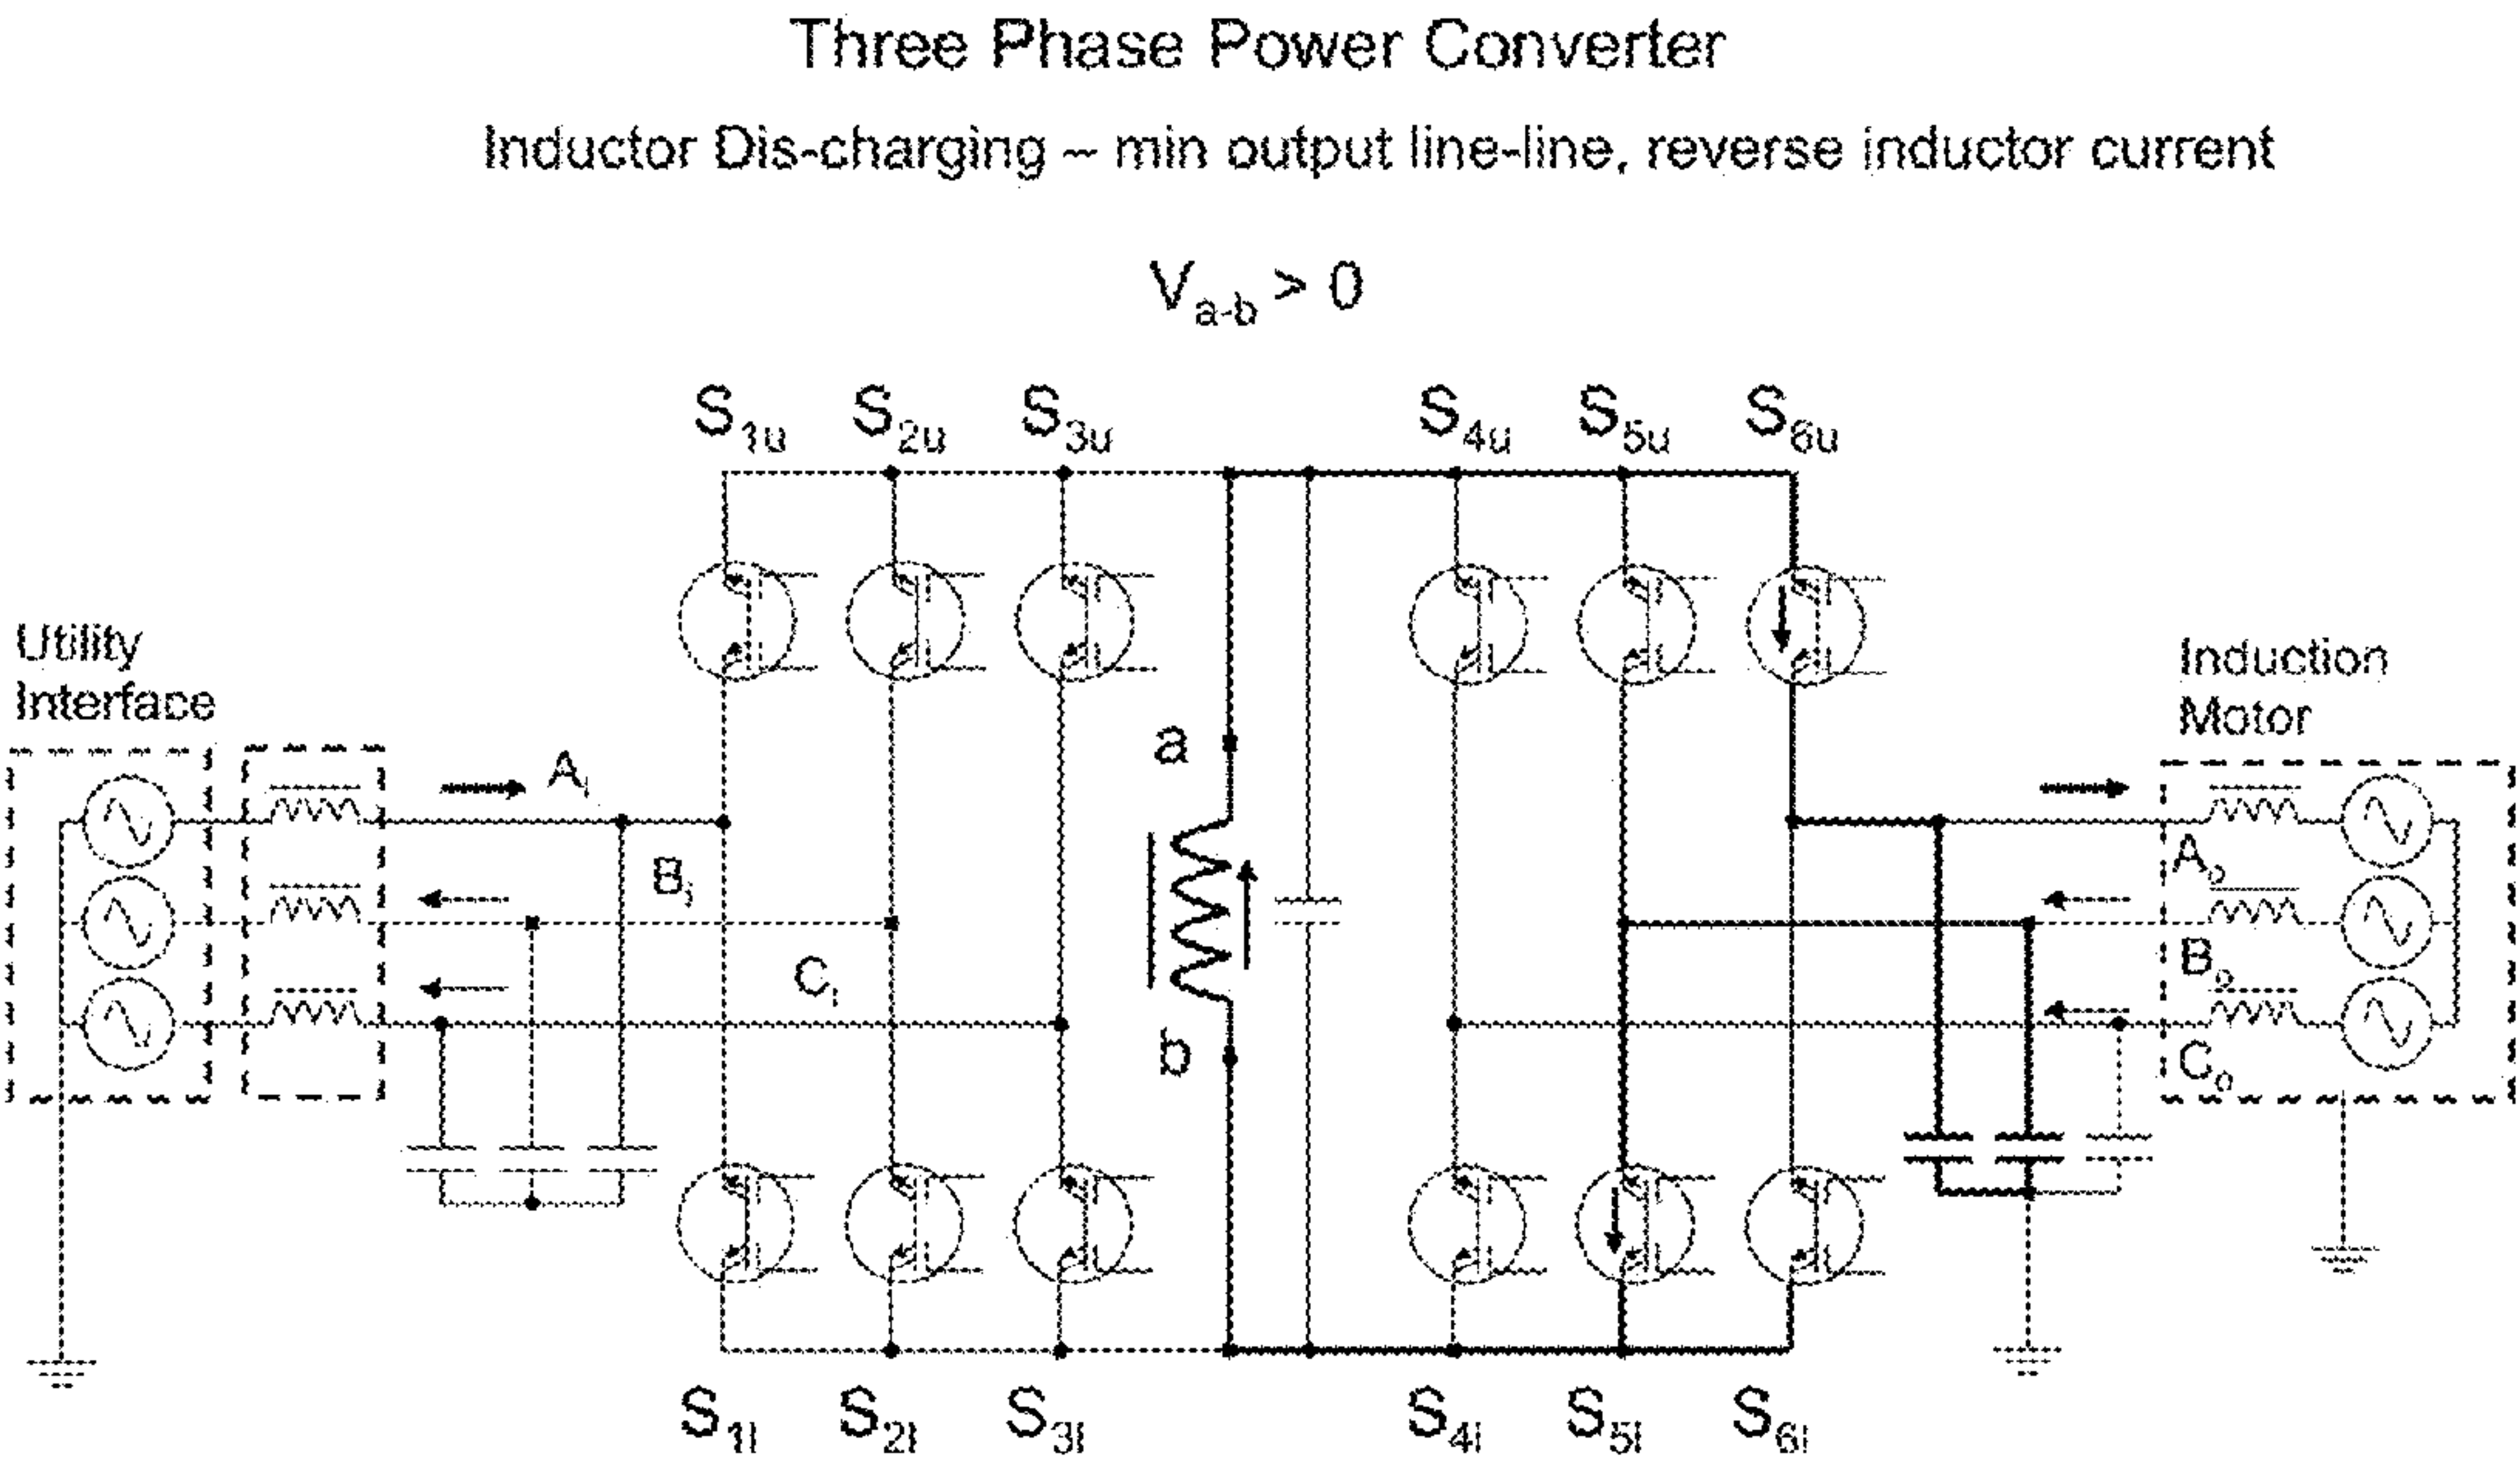 Three Phase Power Converter
Inductor Dis-charging – min output line-line, reverse inductor current
Va-b > 0
S1u S2u S3u S4u S5u S6u
Utility
Interface
Induction
Motor
a
Ai
Bi
Ao
Bo
Ci
b
Co
S1l S2l S3l S4l S5l S6l